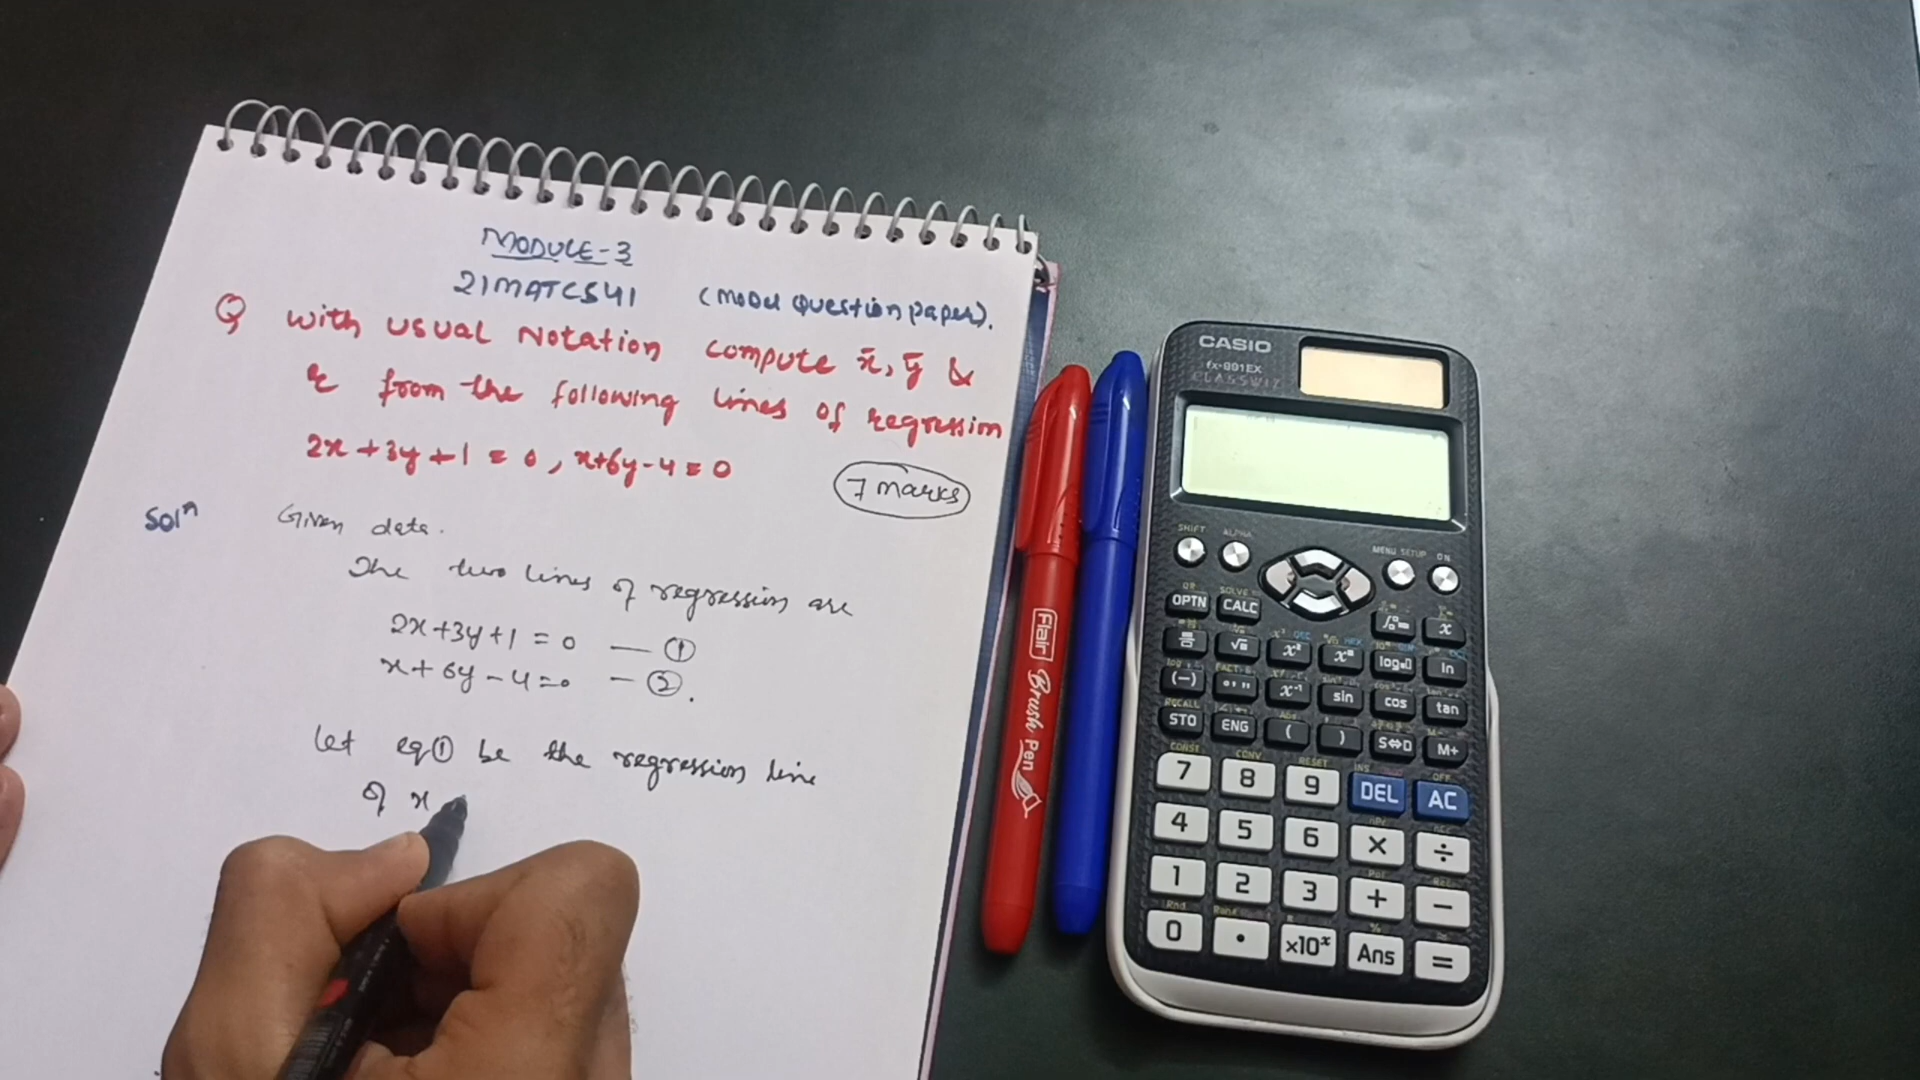 MODULE-3
21MATCS41 (Model Question paper).
Q With usual Notation compute x̄, ȳ &
r from the following lines of regression
2x+3y+1=0, x+6y-4=0
7 marks
Solⁿ Given data.
The two lines of regression are
2x+3y+1=0 — ①
x+6y-4=0 — ②.
Let eq① be the regression line
of x
CASIO
fx-991EX
CLASSWIZ
SHIFT ALPHA MENU SETUP ON
OPTN CALC x
log ln
(-) x⁻¹ sin cos tan
STO ENG ( ) S⇔D M+
7 8 9 DEL AC
4 5 6 × ÷
1 2 3 + −
0 • ×10ˣ Ans =
Flair Brush Pen